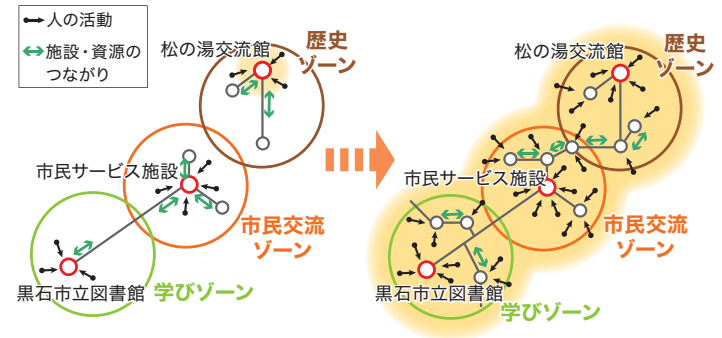 人の活動
施設・資源の
つながり
松の湯交流館
歴史
ゾーン
市民サービス施設
市民交流
ゾーン
黒石市立図書館
学びゾーン
松の湯交流館
歴史
ゾーン
市民サービス施設
市民交流
ゾーン
黒石市立図書館
学びゾーン